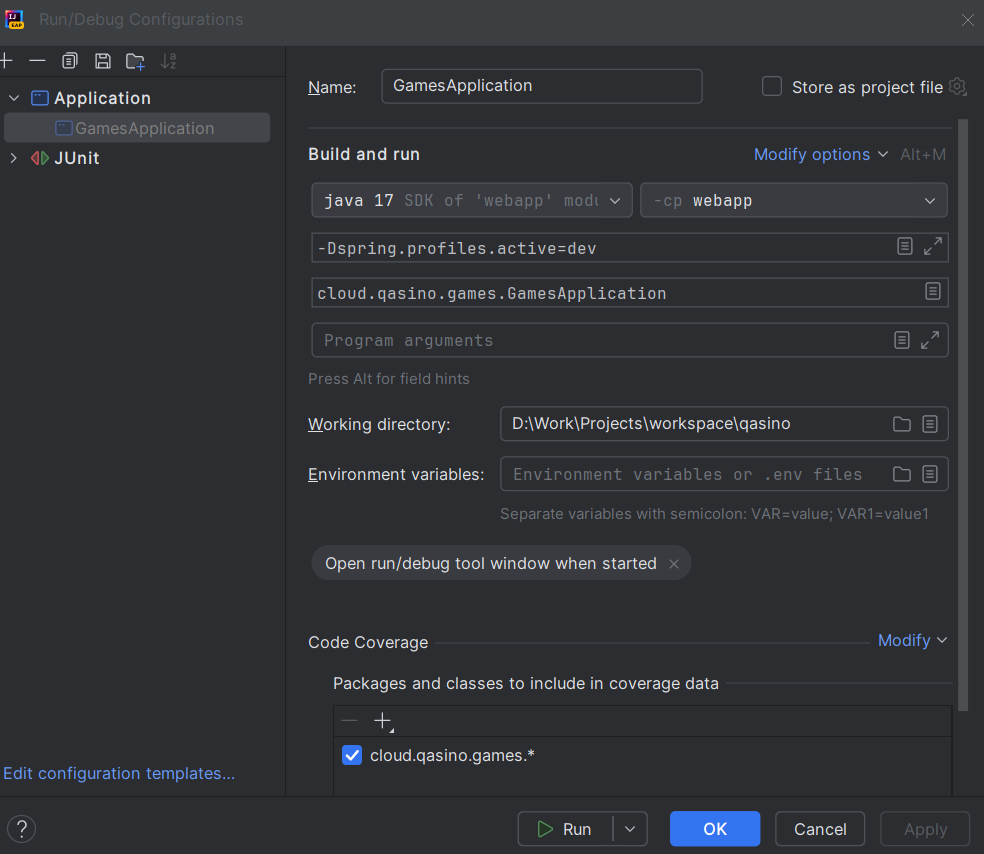 Run/Debug Configurations
Name: GamesApplication Store as project file
Application
GamesApplication
JUnit
Build and run Modify options Alt+M
java 17 SDK of 'webapp' modu -cp webapp
-Dspring.profiles.active=dev
cloud.qasino.games.GamesApplication
Program arguments
Press Alt for field hints
Working directory: D:\Work\Projects\workspace\qasino
Environment variables: Environment variables or .env files
Separate variables with semicolon: VAR=value; VAR1=value1
Open run/debug tool window when started
Code Coverage Modify
Packages and classes to include in coverage data
cloud.qasino.games.*
Edit configuration templates...
? Run OK Cancel Apply